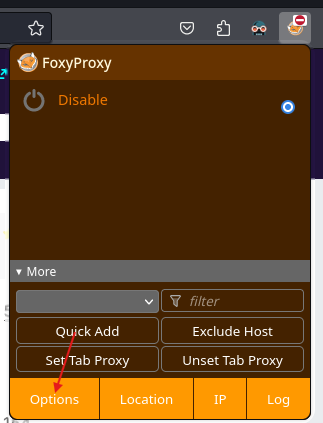 FoxyProxy
Disable
▾ More
filter
Quick Add
Exclude Host
Set Tab Proxy
Unset Tab Proxy
Options
Location
IP
Log